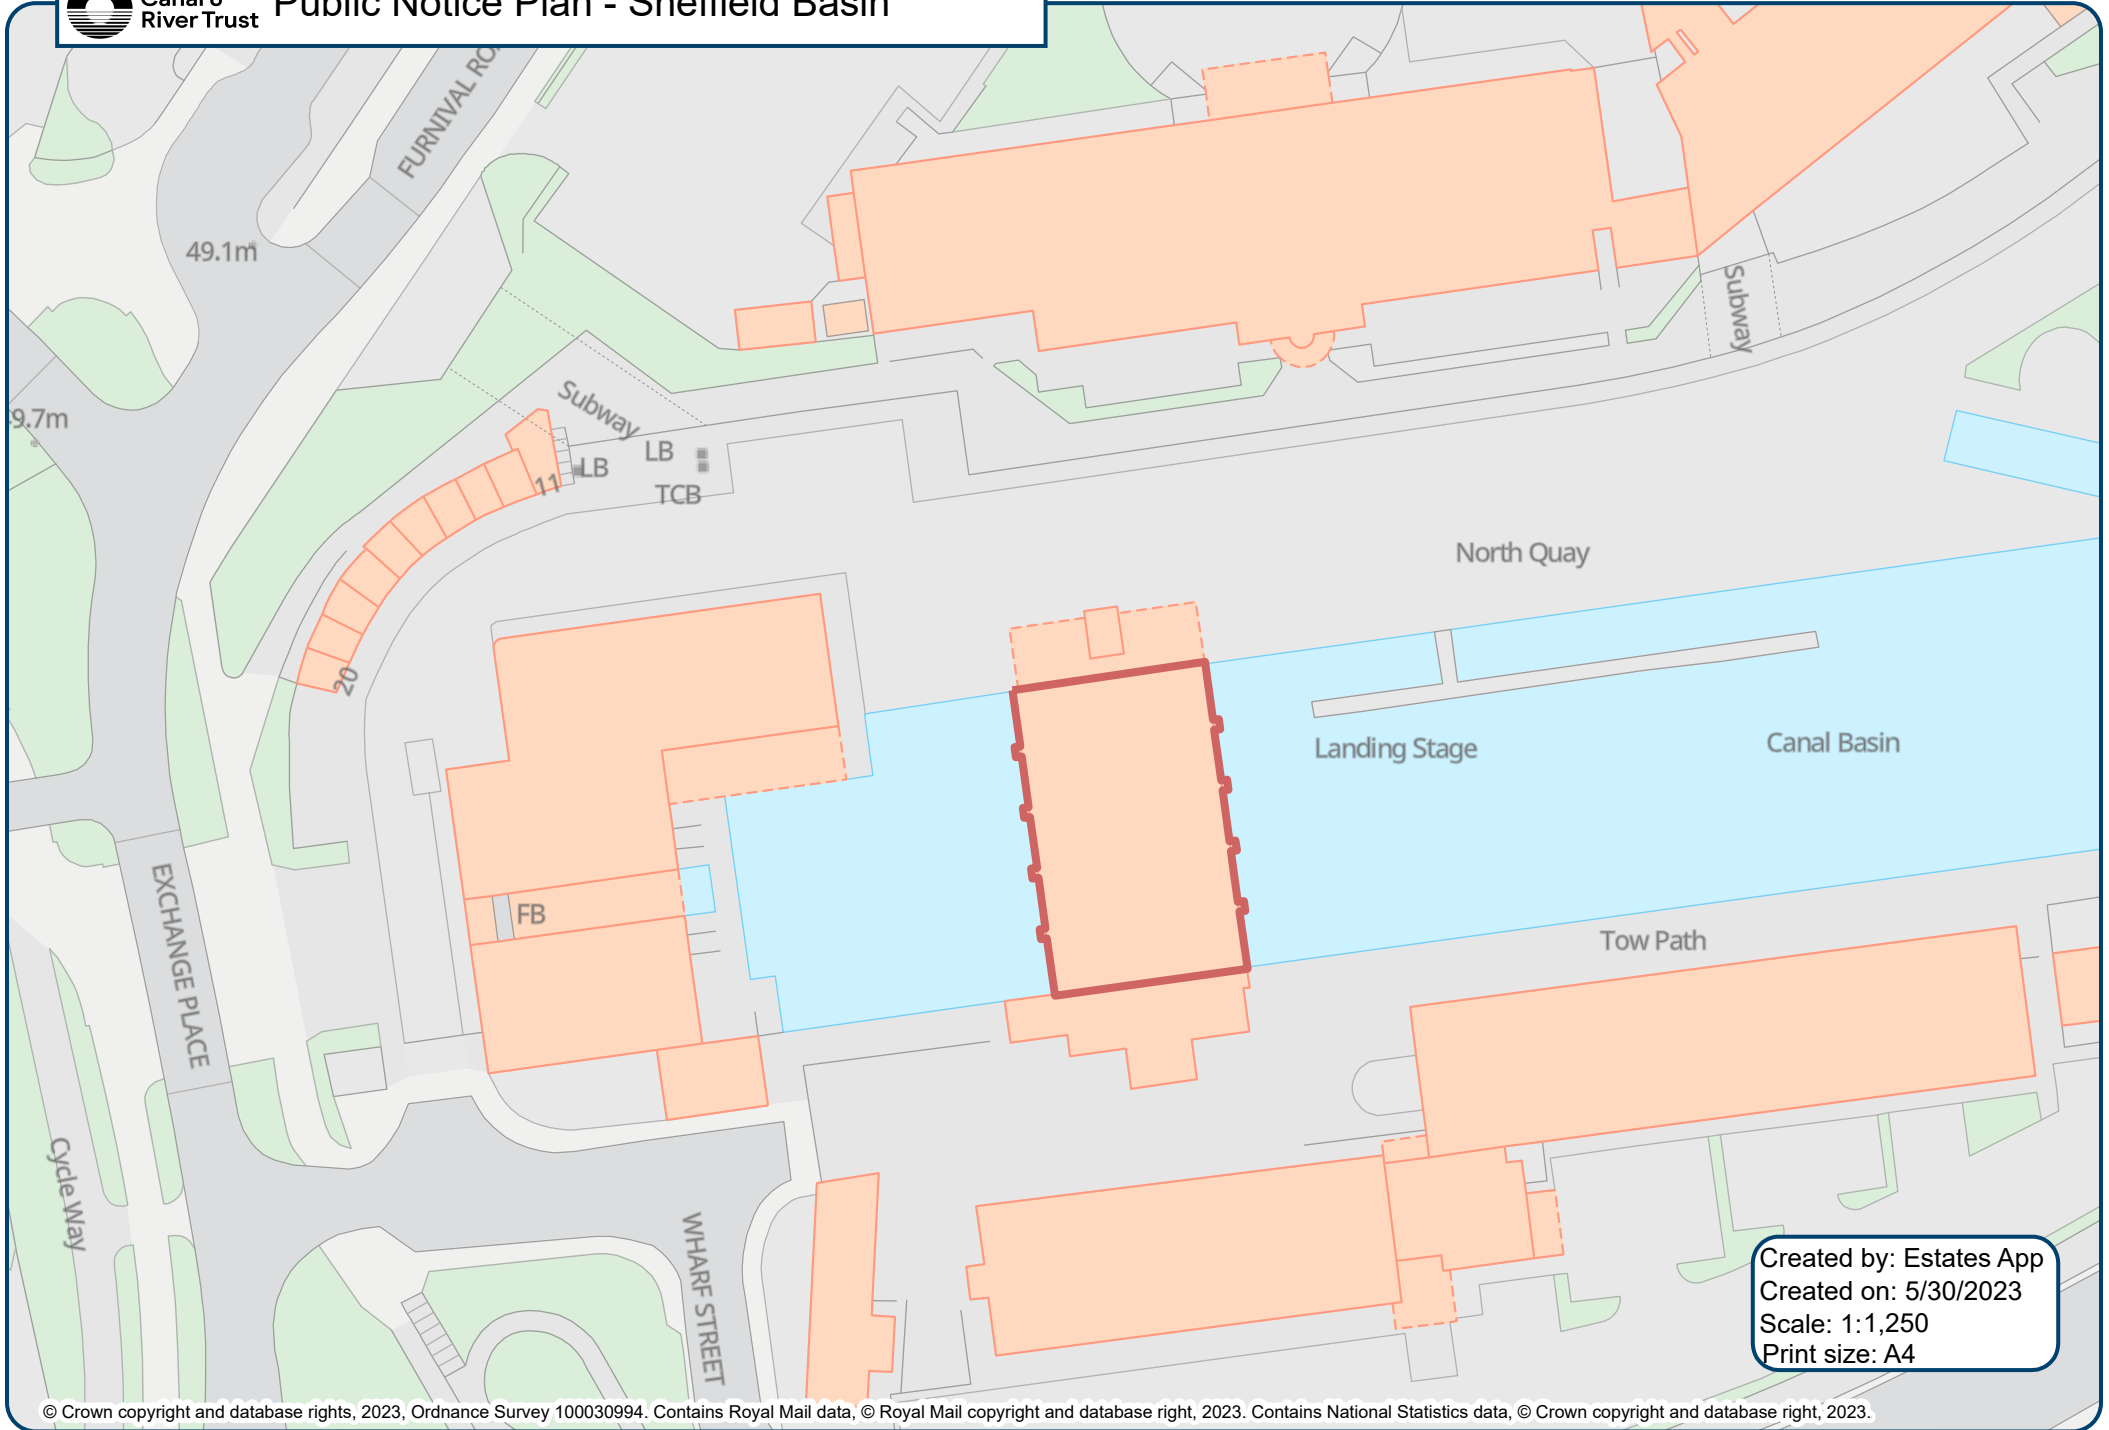 Canal &
River Trust
Public Notice Plan - Sheffield Basin
FURNIVAL RO
49.1m
9.7m
Subway
Subway
LB
LB
TCB
11
20
North Quay
Landing Stage
Canal Basin
Tow Path
FB
EXCHANGE PLACE
Cycle Way
WHARF STREET
Created by: Estates App
Created on: 5/30/2023
Scale: 1:1,250
Print size: A4
© Crown copyright and database rights, 2023, Ordnance Survey 100030994. Contains Royal Mail data, © Royal Mail copyright and database right, 2023. Contains National Statistics data, © Crown copyright and database right, 2023.